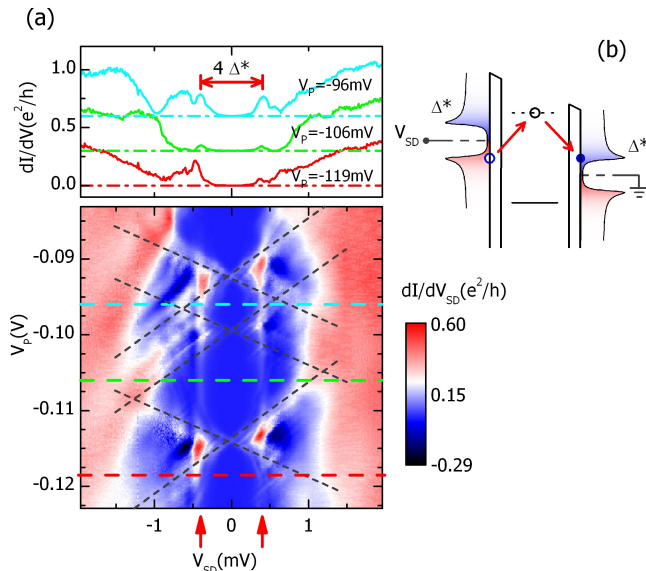 (a)
(b)
4 Δ*
1.0
0.5
0.0
dI/dV(e²/h)
V_P=-96mV
V_P=-106mV
V_P=-119mV
Δ*
V_SD
Δ*
-0.09
-0.10
-0.11
-0.12
V_P(V)
-1 0 1
V_SD(mV)
dI/dV_SD(e²/h)
0.60
0.15
-0.29